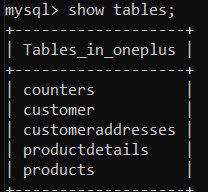 mysql> show tables;
+-------------------+
| Tables_in_oneplus |
+-------------------+
| counters          |
| customer          |
| customeraddresses |
| productdetails    |
| products          |
+-------------------+